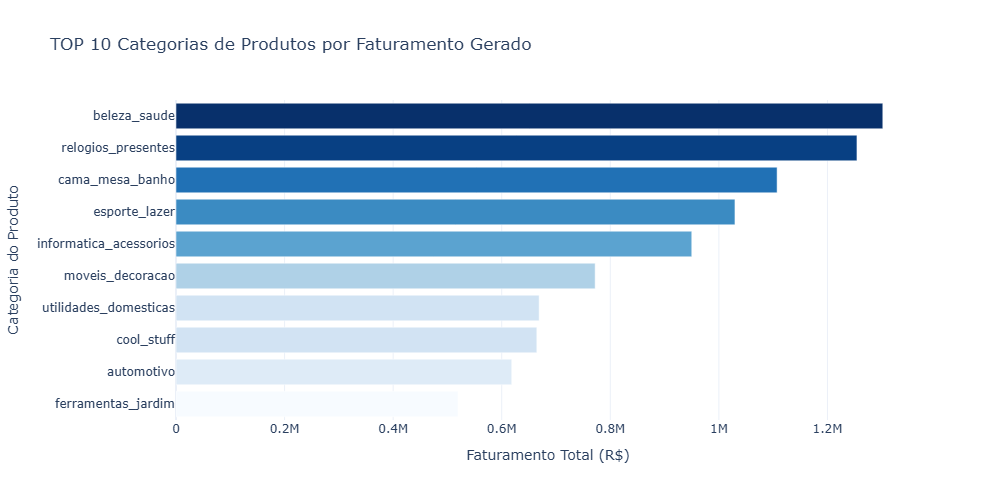 TOP 10 Categorias de Produtos por Faturamento Gerado
Categoria do Produto
beleza_saude
relogios_presentes
cama_mesa_banho
esporte_lazer
informatica_acessorios
moveis_decoracao
utilidades_domesticas
cool_stuff
automotivo
ferramentas_jardim
0 0.2M 0.4M 0.6M 0.8M 1M 1.2M
Faturamento Total (R$)